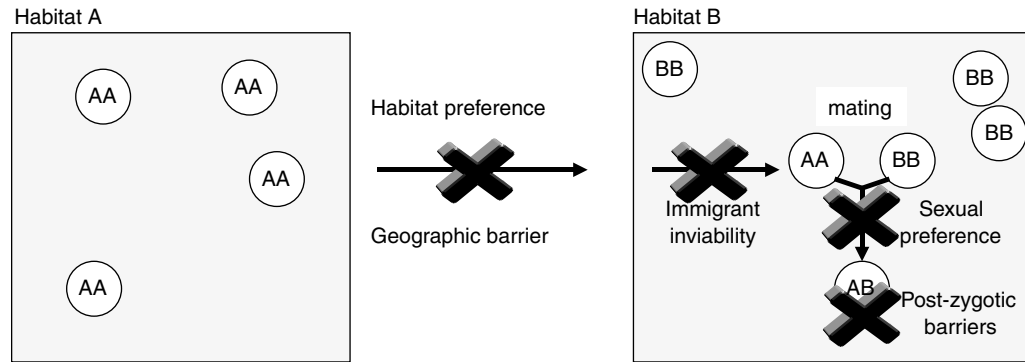 Habitat A
Habitat B
AA
AA
AA
AA
Habitat preference
Geographic barrier
BB
BB
BB
mating
AA
BB
Immigrant
inviability
Sexual
preference
AB
Post-zygotic
barriers